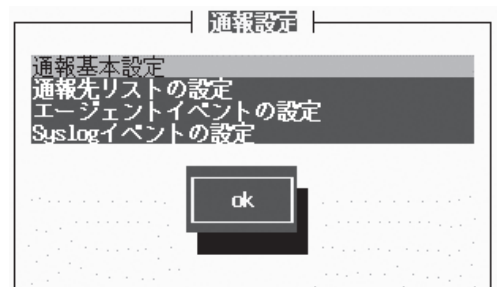 通報設定
通報基本設定
通報先リストの設定
エージェントイベントの設定
Syslogイベントの設定
ok